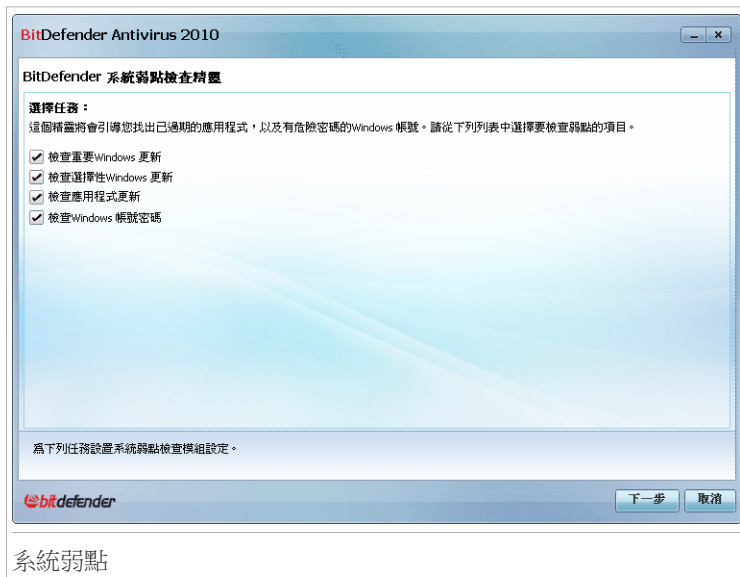 BitDefender Antivirus 2010
BitDefender 系統弱點檢查精靈
選擇任務：
這個精靈將會引導您找出已過期的應用程式，以及有危險密碼的Windows 帳號。請從下列列表中選擇要檢查弱點的項目。
檢查重要Windows 更新
檢查選擇性Windows 更新
檢查應用程式更新
檢查Windows 帳號密碼
為下列任務設置系統弱點檢查模組設定。
bitdefender
下一步
取消
系統弱點